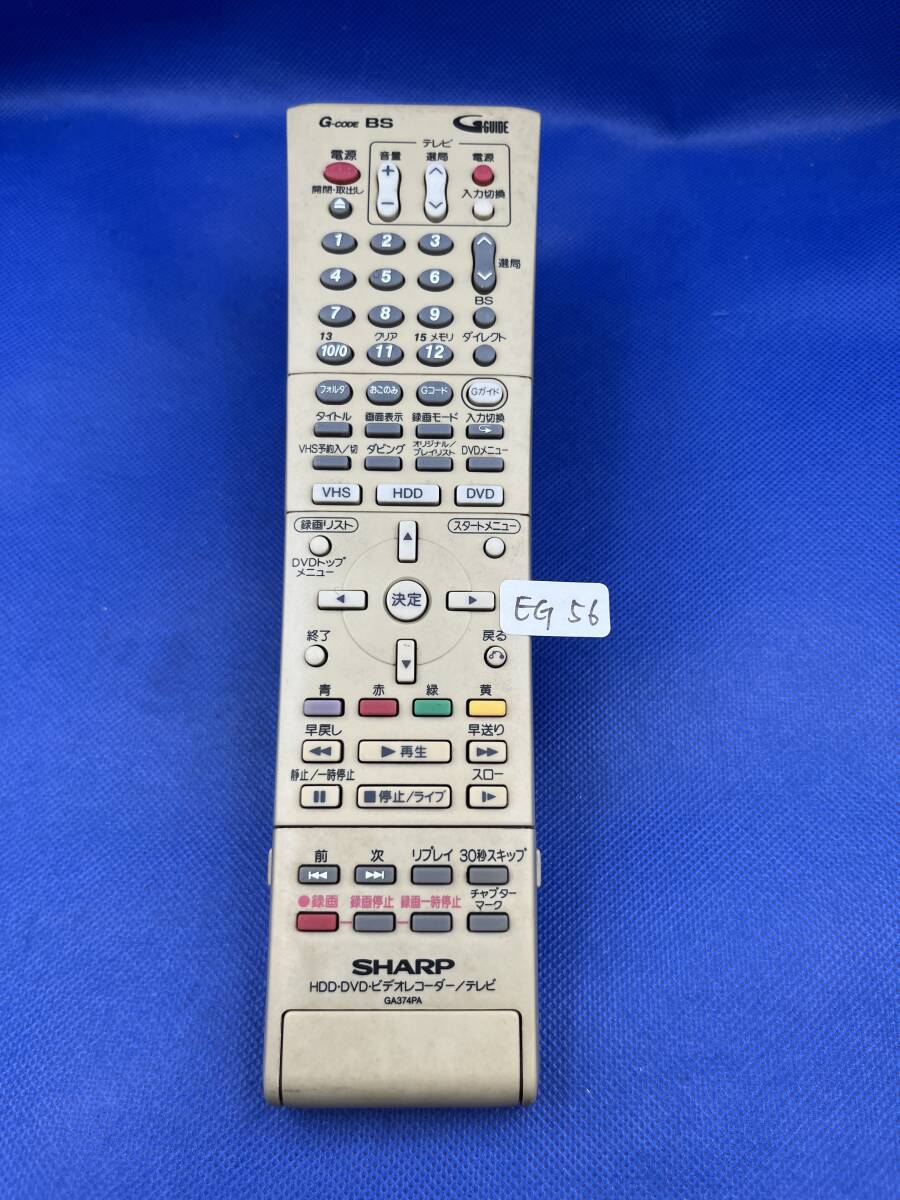 G-CODE BS G-GUIDE
テレビ
電源 音量 選局 電源
開閉・取出し 入力切換
1 2 3
選局
4 5 6
BS
7 8 9
13 クリア 15 メモリ ダイレクト
10/0 11 12
フォルダ おこのみ Gコード Gガイド
タイトル 画面表示 録画モード 入力切換
VHS予約入/切 ダビング オリジナル/プレイリスト DVDメニュー
VHS HDD DVD
録画リスト スタートメニュー
DVDトップ
メニュー
決定
EG 56
終了 戻る
青 赤 緑 黄
早戻し 早送り
再生
静止/一時停止 スロー
停止/ライブ
前 次 リプレイ 30秒スキップ
●録画 録画停止 録画一時停止 チャプター
マーク
SHARP
HDD・DVD・ビデオレコーダー/テレビ
GA374PA